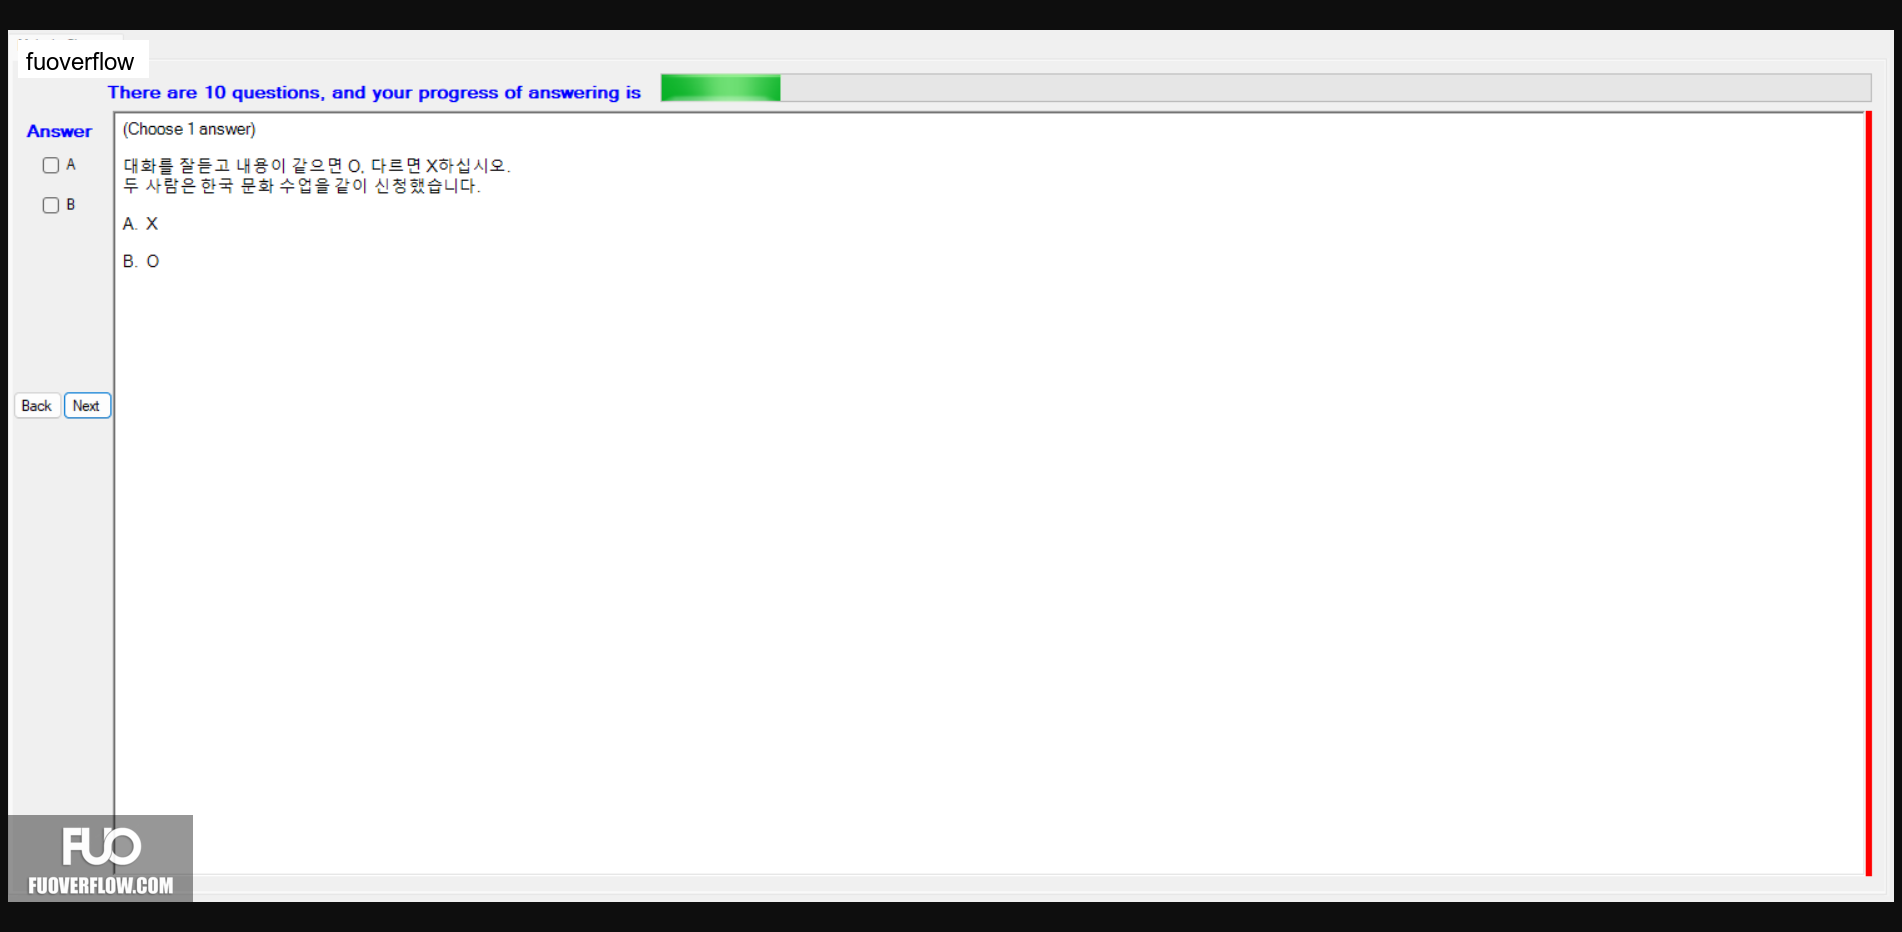 fuoverflow
There are 10 questions, and your progress of answering is
Answer
(Choose 1 answer)
A
대화를 잘듣고 내용이 같으면 O, 다르면 X하십시오.
두 사람은 한국 문화 수업을 같이 신청했습니다.
B
A. X
B. O
Back
Next
FUO
FUOVERFLOW.COM